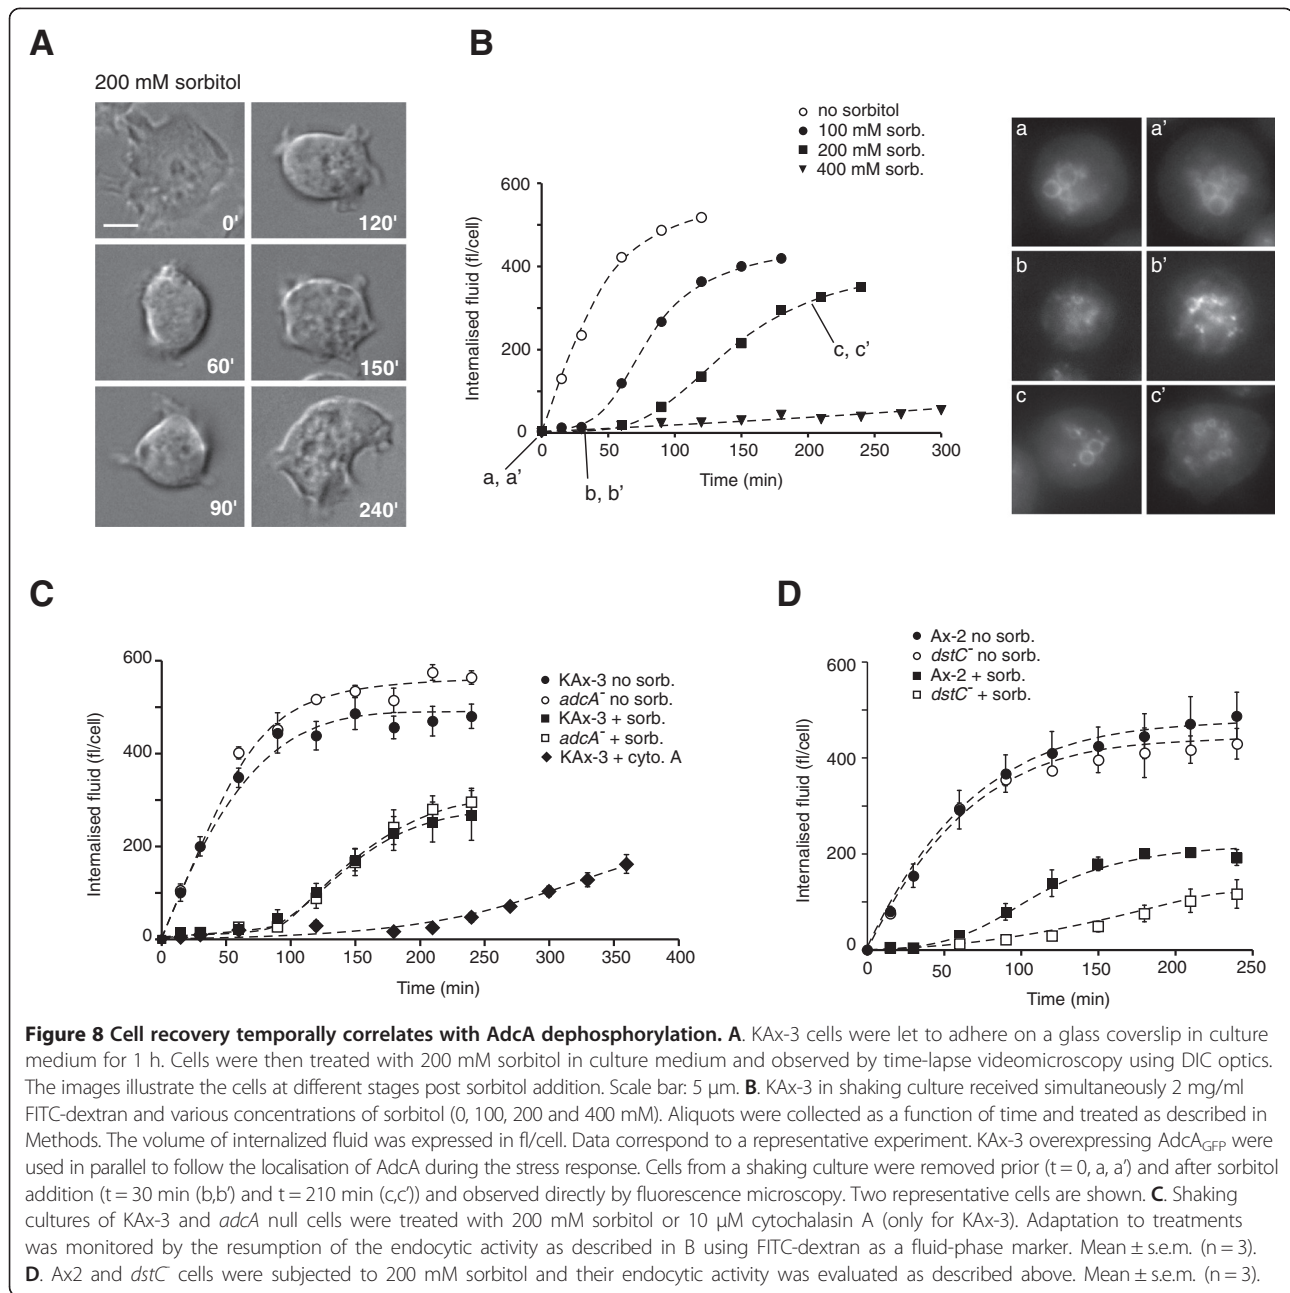 A
200 mM sorbitol
0'
120'
60'
150'
90'
240'
B
no sorbitol
100 mM sorb.
200 mM sorb.
400 mM sorb.
600
400
200
0
Internalised fluid (fl/cell)
0
50
100
150
200
250
300
Time (min)
a, a'
b, b'
c, c'
a
a'
b
b'
c
c'
C
KAx-3 no sorb.
adcA- no sorb.
KAx-3 + sorb.
adcA- + sorb.
KAx-3 + cyto. A
600
400
200
0
Internalised fluid (fl/cell)
0
50
100
150
200
250
300
350
400
Time (min)
D
Ax-2 no sorb.
dstC- no sorb.
Ax-2 + sorb.
dstC- + sorb.
600
400
200
0
Internalised fluid (fl/cell)
0
50
100
150
200
250
Time (min)
Figure 8 Cell recovery temporally correlates with AdcA dephosphorylation. A. KAx-3 cells were let to adhere on a glass coverslip in culture
medium for 1 h. Cells were then treated with 200 mM sorbitol in culture medium and observed by time-lapse videomicroscopy using DIC optics.
The images illustrate the cells at different stages post sorbitol addition. Scale bar: 5 μm. B. KAx-3 in shaking culture received simultaneously 2 mg/ml
FITC-dextran and various concentrations of sorbitol (0, 100, 200 and 400 mM). Aliquots were collected as a function of time and treated as described in
Methods. The volume of internalized fluid was expressed in fl/cell. Data correspond to a representative experiment. KAx-3 overexpressing AdcAGFP were
used in parallel to follow the localisation of AdcA during the stress response. Cells from a shaking culture were removed prior (t = 0, a, a') and after sorbitol
addition (t = 30 min (b,b') and t = 210 min (c,c')) and observed directly by fluorescence microscopy. Two representative cells are shown. C. Shaking
cultures of KAx-3 and adcA null cells were treated with 200 mM sorbitol or 10 μM cytochalasin A (only for KAx-3). Adaptation to treatments
was monitored by the resumption of the endocytic activity as described in B using FITC-dextran as a fluid-phase marker. Mean ± s.e.m. (n = 3).
D. Ax2 and dstC- cells were subjected to 200 mM sorbitol and their endocytic activity was evaluated as described above. Mean ± s.e.m. (n = 3).